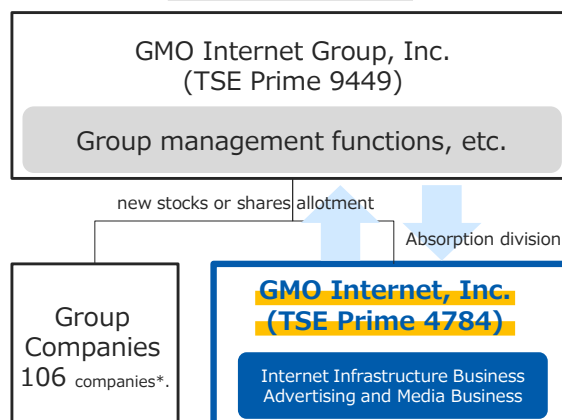 GMO Internet Group, Inc.
(TSE Prime 9449)
Group management functions, etc.
new stocks or shares allotment
Absorption division
Group
Companies
106 companies*.
GMO Internet, Inc.
(TSE Prime 4784)
Internet Infrastructure Business
Advertising and Media Business